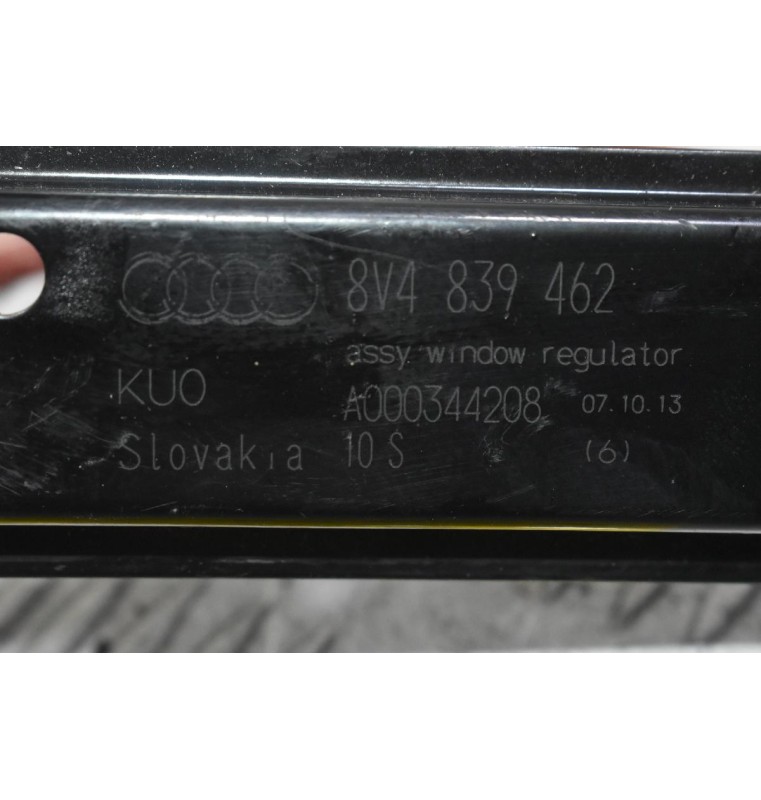 8V4 839 462
assy window regulator
KUO A000344208 07.10.13
Slovakia 10 S (6)